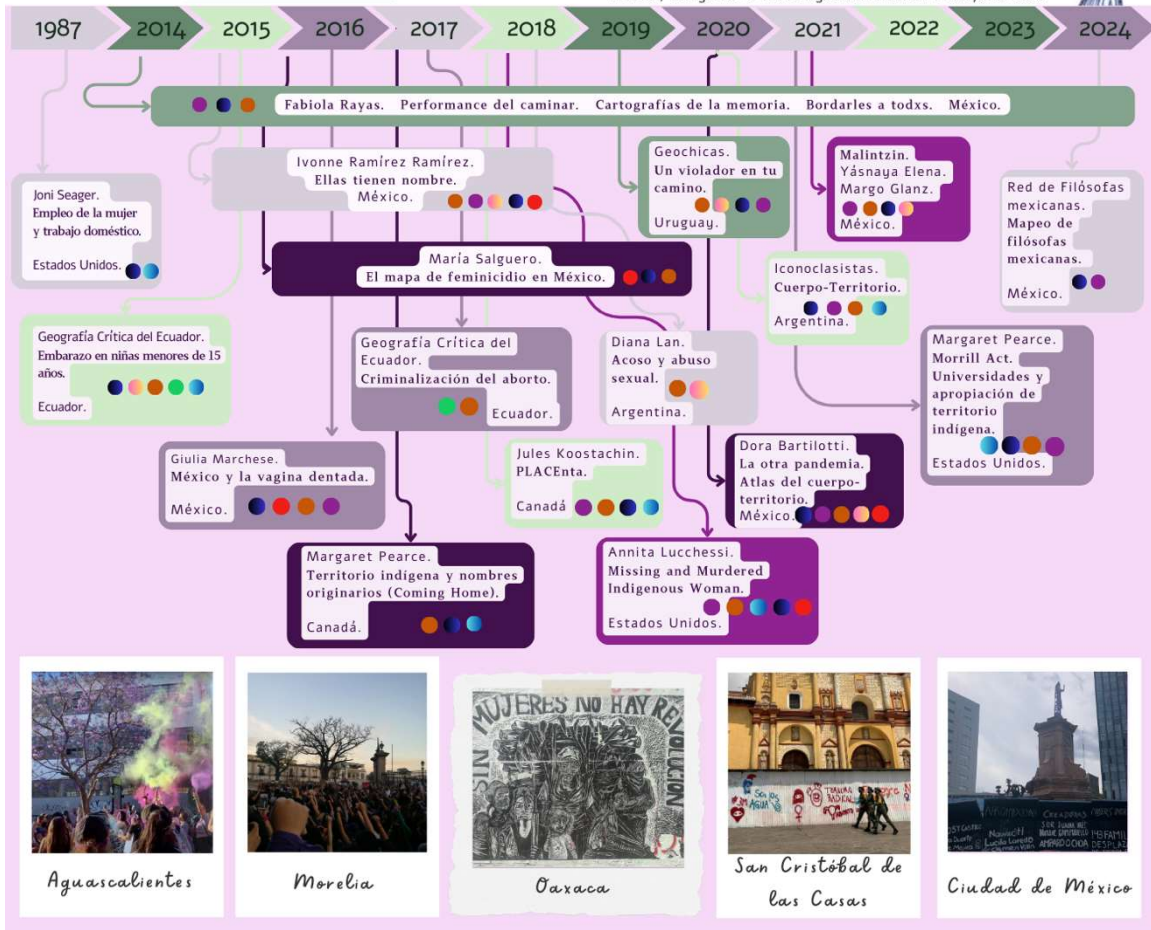 1987 2014 2015 2016 2017 2018 2019 2020 2021 2022 2023 2024
Fabiola Rayas. Performance del caminar. Cartografías de la memoria. Bordarles a todxs. México.
Ivonne Ramírez Ramírez.
Ellas tienen nombre.
México.
Geochicas.
Un violador en tu
camino.
Uruguay.
Malintzin.
Yásnaya Elena.
Margo Glanz.
México.
Joni Seager.
Empleo de la mujer
y trabajo doméstico.
Estados Unidos.
Red de Filósofas
mexicanas.
Mapeo de
filósofas
mexicanas.
México.
María Salguero.
El mapa de feminicidio en México.
Iconoclasistas.
Cuerpo-Territorio.
Argentina.
Geografía Crítica del Ecuador.
Embarazo en niñas menores de 15
años.
Ecuador.
Geografía Crítica del
Ecuador.
Criminalización del aborto.
Ecuador.
Diana Lan.
Acoso y abuso
sexual.
Argentina.
Margaret Pearce.
Morrill Act.
Universidades y
apropiación de
territorio
indígena.
Estados Unidos.
Giulia Marchese.
México y la vagina dentada.
México.
Jules Koostachin.
PLACEnta.
Canadá
Dora Bartilotti.
La otra pandemia.
Atlas del cuerpo-
territorio.
México.
Margaret Pearce.
Territorio indígena y nombres
originarios (Coming Home).
Canadá.
Annita Lucchessi.
Missing and Murdered
Indigenous Woman.
Estados Unidos.
SIN MUJERES NO HAY REVOLUCION
AGUA
RADICAL
SOR JUANA INÉS
AMPARO OCHOA
Aguascalientes
Morelia
Oaxaca
San Cristóbal de
las Casas
Ciudad de México